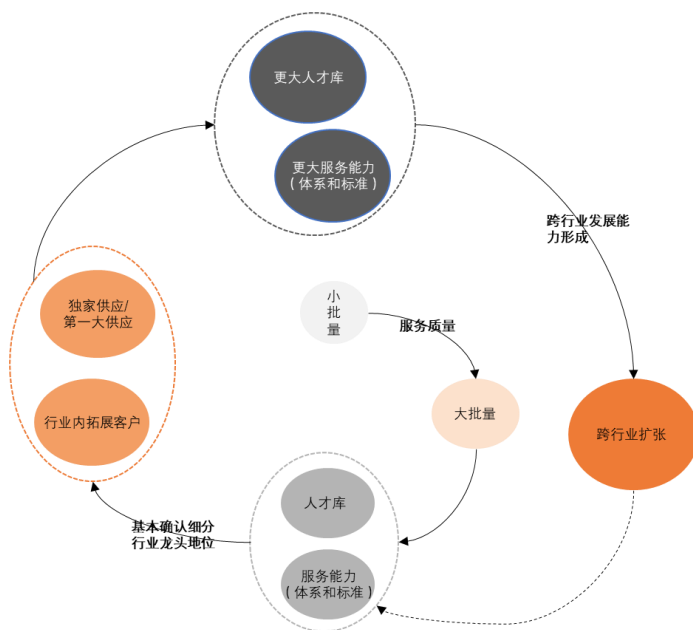 更大人才库
更大服务能力
(体系和标准)
跨行业发展能
力形成
独家供应/
第一大供应
小
批
量
服务质量
行业内拓展客户
大批量
跨行业扩张
人才库
基本确认细分
行业龙头地位
服务能力
(体系和标准)